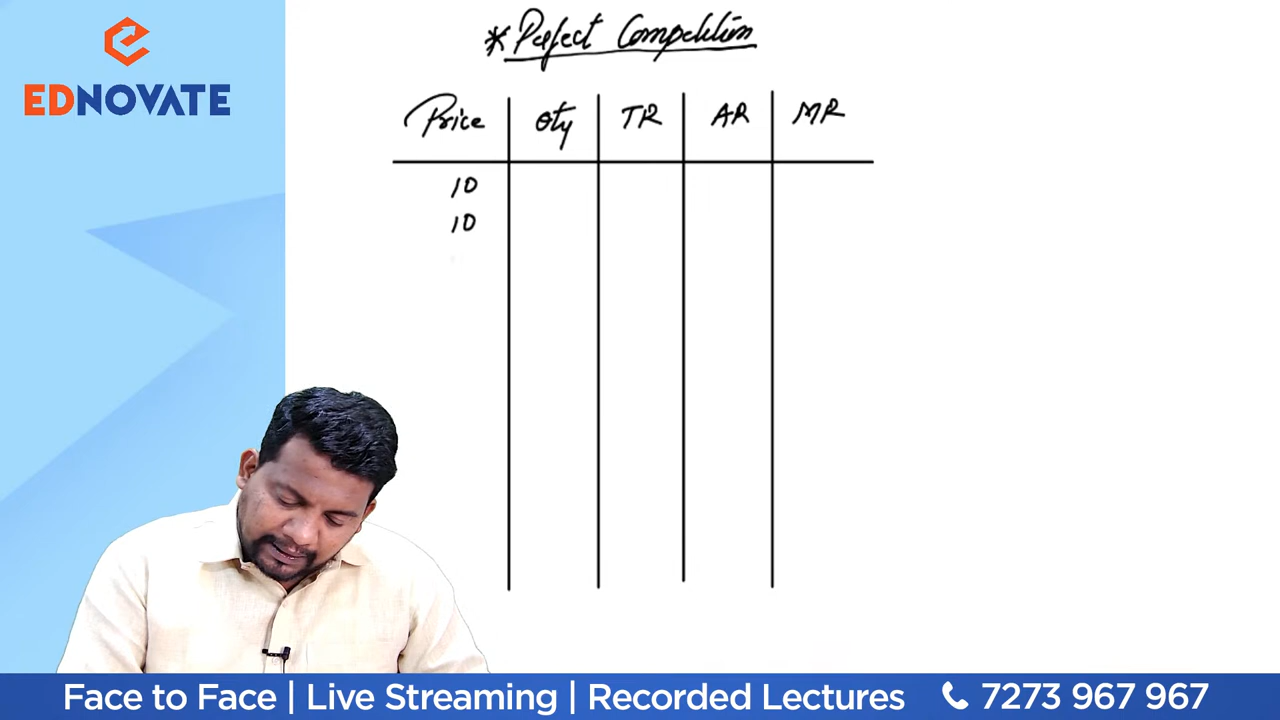 EDNOVATE
* Perfect Competition
Price Qty TR AR MR
10
10
Face to Face | Live Streaming | Recorded Lectures 7273 967 967